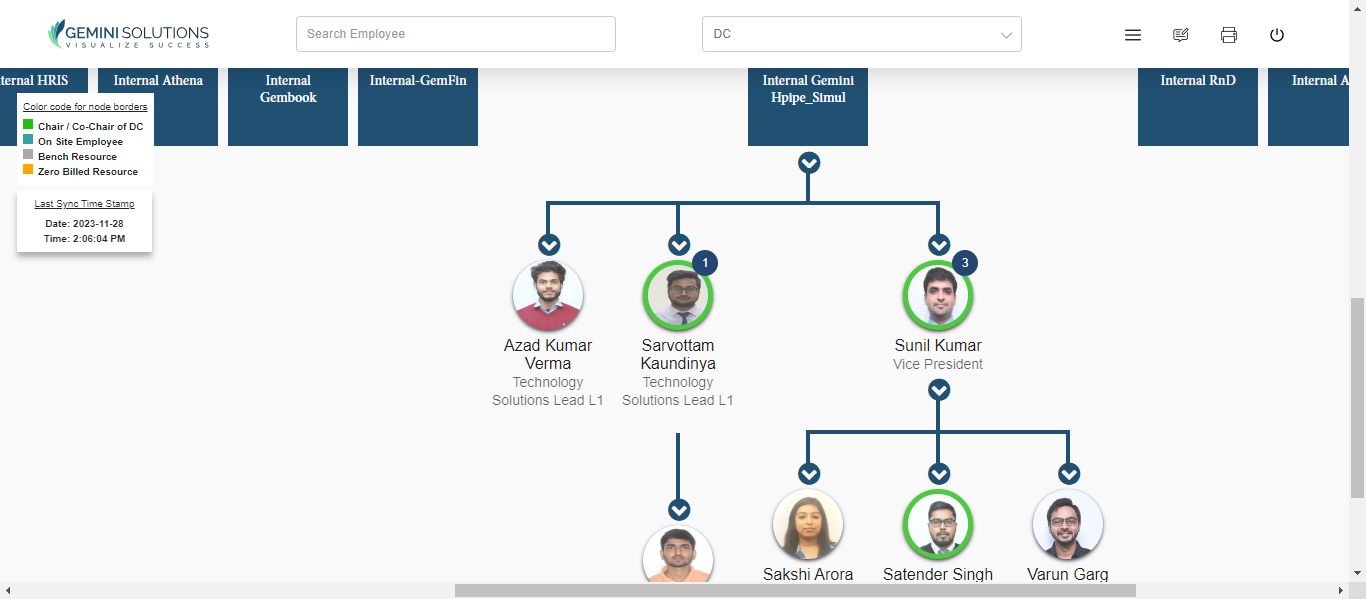 GEMINI SOLUTIONS
VISUALIZE SUCCESS
Search Employee
DC
Internal Athena
Internal
Gembook
Internal-GemFin
Internal Gemini
Hpipe_Simul
Internal RnD
Internal
HRIS
Color code for node borders
Chair / Co-Chair of DC
On Site Employee
Bench Resource
Zero Billed Resource
Last Sync Time Stamp
Date: 2023-11-28
Time: 2:06:04 PM
1
3
Azad Kumar
Verma
Technology
Solutions Lead L1
Sarvottam
Kaundinya
Technology
Solutions Lead L1
Sunil Kumar
Vice President
Sakshi Arora
Satender Singh
Varun Garg